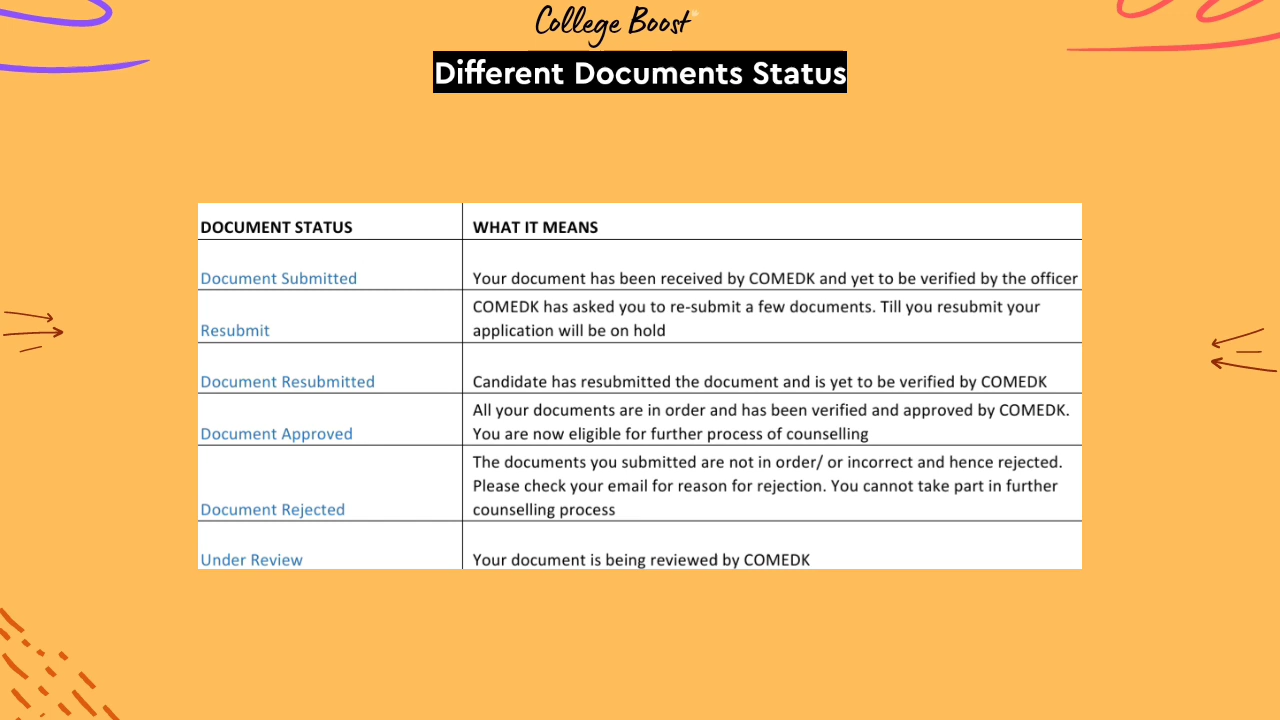 College Boost
Different Documents Status
DOCUMENT STATUS WHAT IT MEANS
Document Submitted Your document has been received by COMEDK and yet to be verified by the officer
COMEDK has asked you to re-submit a few documents. Till you resubmit your
Resubmit application will be on hold
Document Resubmitted Candidate has resubmitted the document and is yet to be verified by COMEDK
All your documents are in order and has been verified and approved by COMEDK.
Document Approved You are now eligible for further process of counselling
The documents you submitted are not in order/ or incorrect and hence rejected.
Please check your email for reason for rejection. You cannot take part in further
Document Rejected counselling process
Under Review Your document is being reviewed by COMEDK